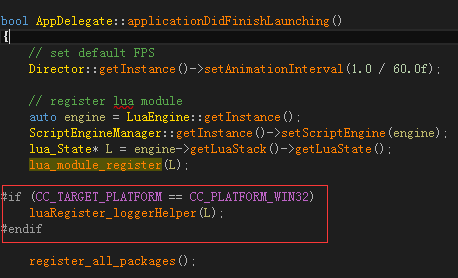 bool AppDelegate::applicationDidFinishLaunching()
{
// set default FPS
Director::getInstance()->setAnimationInterval(1.0 / 60.0f);
// register lua module
auto engine = LuaEngine::getInstance();
ScriptEngineManager::getInstance()->setScriptEngine(engine);
lua_State* L = engine->getLuaStack()->getLuaState();
lua_module_register(L);
#if (CC_TARGET_PLATFORM == CC_PLATFORM_WIN32)
luaRegister_loggerHelper(L);
#endif
register_all_packages();